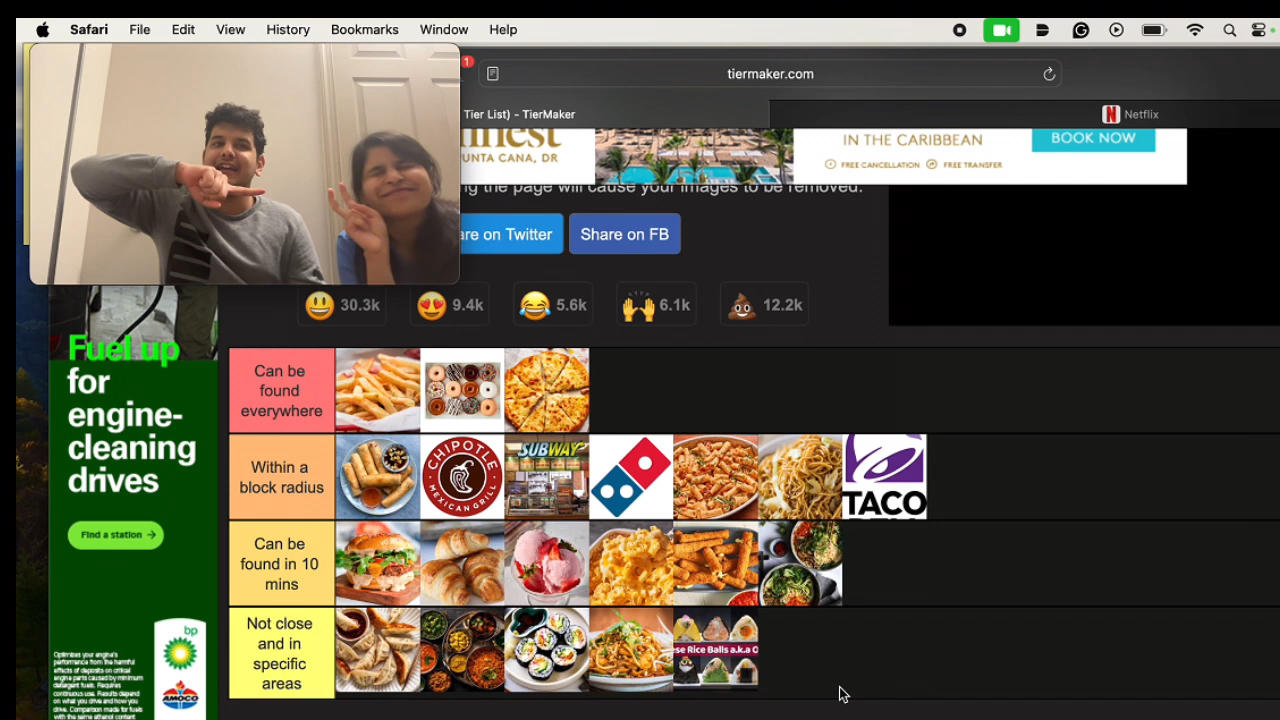 Safari File Edit View History Bookmarks Window Help
1
tiermaker.com
Tier List) - TierMaker
Netflix
PUNTA CANA, DR
IN THE CARIBBEAN
BOOK NOW
FREE CANCELLATION FREE TRANSFER
the page will cause your images to be removed.
on Twitter
Share on FB
30.3k
9.4k
5.6k
6.1k
12.2k
Fuel up
for
engine-
cleaning
drives
Find a station
bp
AMOCO
Can be
found
everywhere
Within a
block radius
CHIPOTLE
MEXICAN GRILL
SUBWAY
TACO
Can be
found in 10
mins
Not close
and in
specific
areas
Rice Balls a.k.a O